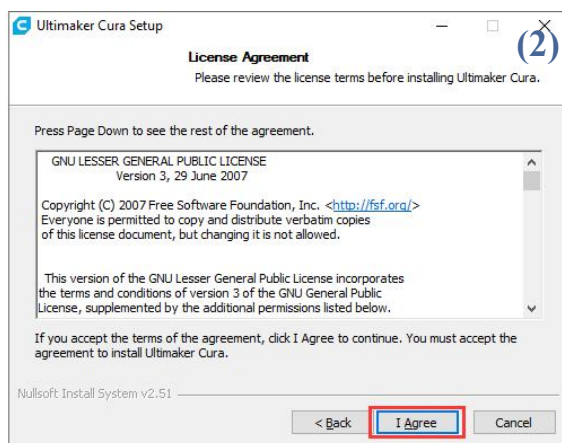 Ultimaker Cura Setup
(2)
License Agreement
Please review the license terms before installing Ultimaker Cura.
Press Page Down to see the rest of the agreement.
GNU LESSER GENERAL PUBLIC LICENSE
Version 3, 29 June 2007
Copyright (C) 2007 Free Software Foundation, Inc. <http://fsf.org/>
Everyone is permitted to copy and distribute verbatim copies
of this license document, but changing it is not allowed.
This version of the GNU Lesser General Public License incorporates
the terms and conditions of version 3 of the GNU General Public
License, supplemented by the additional permissions listed below.
If you accept the terms of the agreement, click I Agree to continue. You must accept the
agreement to install Ultimaker Cura.
Nullsoft Install System v2.51
< Back I Agree Cancel